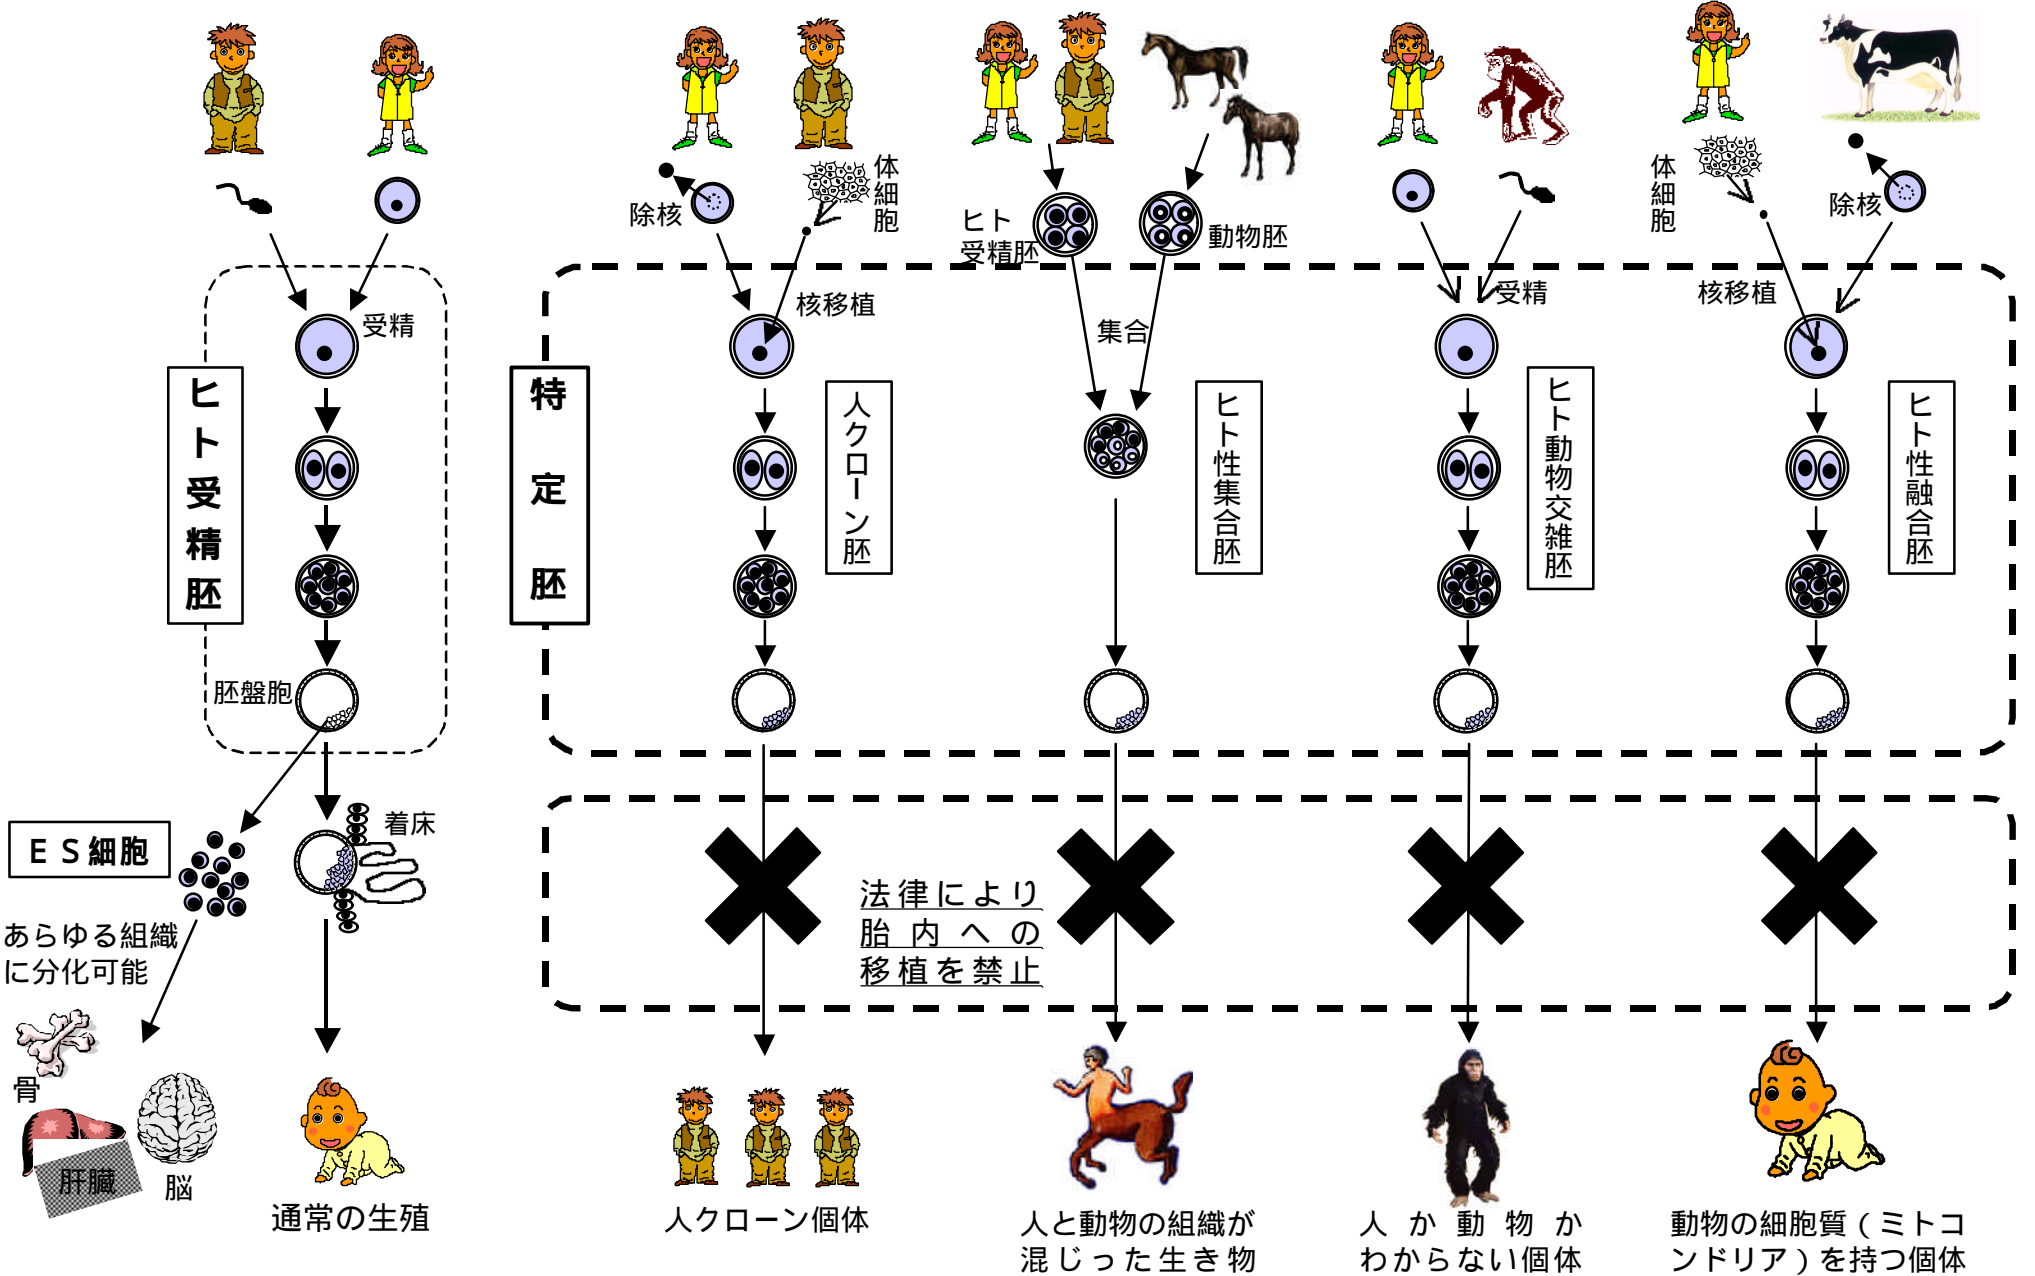 体細胞
除核
ヒト
受精胚
動物胚
体細胞
除核
受精
核移植
集合
受精
核移植
ヒト受精胚
特定胚
人クローン胚
ヒト性集合胚
ヒト動物交雑胚
ヒト性融合胚
胚盤胞
着床
ES細胞
法律により
胎内への
移植を禁止
あらゆる組織
に分化可能
骨
肝臓
脳
通常の生殖
人クローン個体
人と動物の組織が
混じった生き物
人か動物か
わからない個体
動物の細胞質(ミトコ
ンドリア)を持つ個体